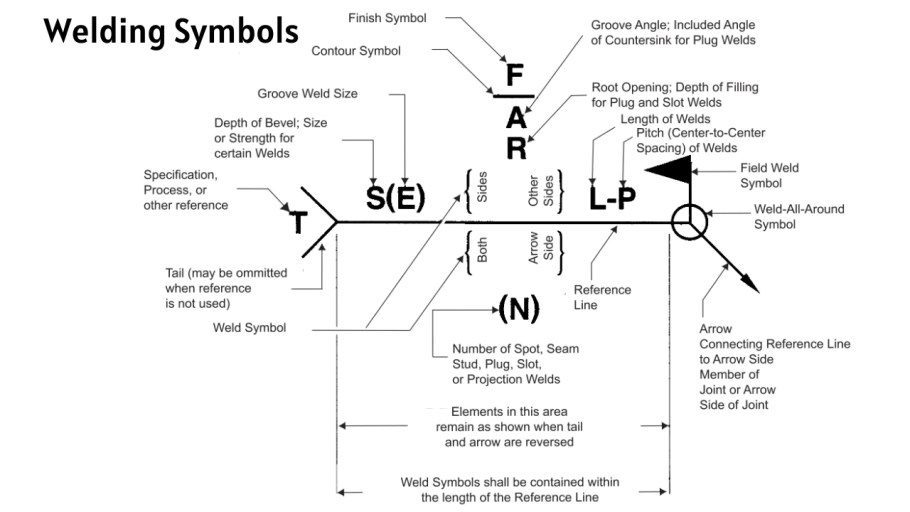 Welding Symbols
Finish Symbol
Contour Symbol
Groove Weld Size
Depth of Bevel; Size
or Strength for
certain Welds
Specification,
Process, or
other reference
Groove Angle; Included Angle
of Countersink for Plug Welds
Root Opening; Depth of Filling
for Plug and Slot Welds
Length of Welds
Pitch (Center-to-Center
Spacing) of Welds
Field Weld
Symbol
Weld-All-Around
Symbol
F
A
R
S(E)
Sides
Other
Sides
L-P
T
Both
Arrow
Side
(N)
Tail (may be ommitted
when reference
is not used)
Weld Symbol
Reference
Line
Number of Spot, Seam
Stud, Plug, Slot,
or Projection Welds
Arrow
Connecting Reference Line
to Arrow Side
Member of
Joint or Arrow
Side of Joint
Elements in this area
remain as shown when tail
and arrow are reversed
Weld Symbols shall be contained within
the length of the Reference Line